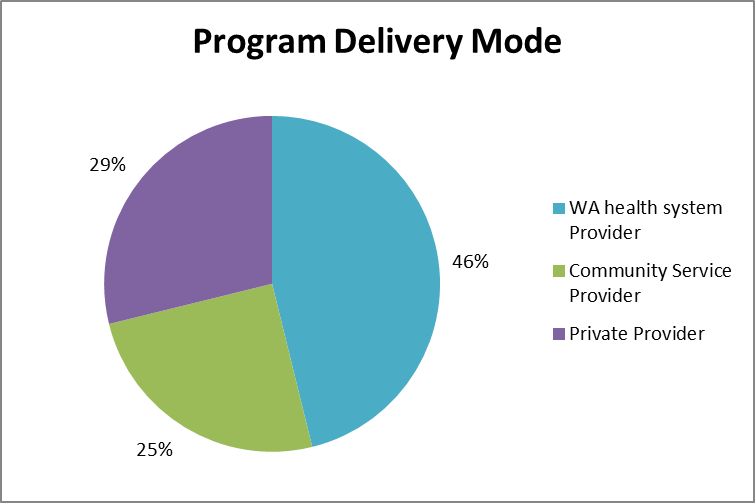 Program Delivery Mode
29%
46%
25%
WA health system
Provider
Community Service
Provider
Private Provider